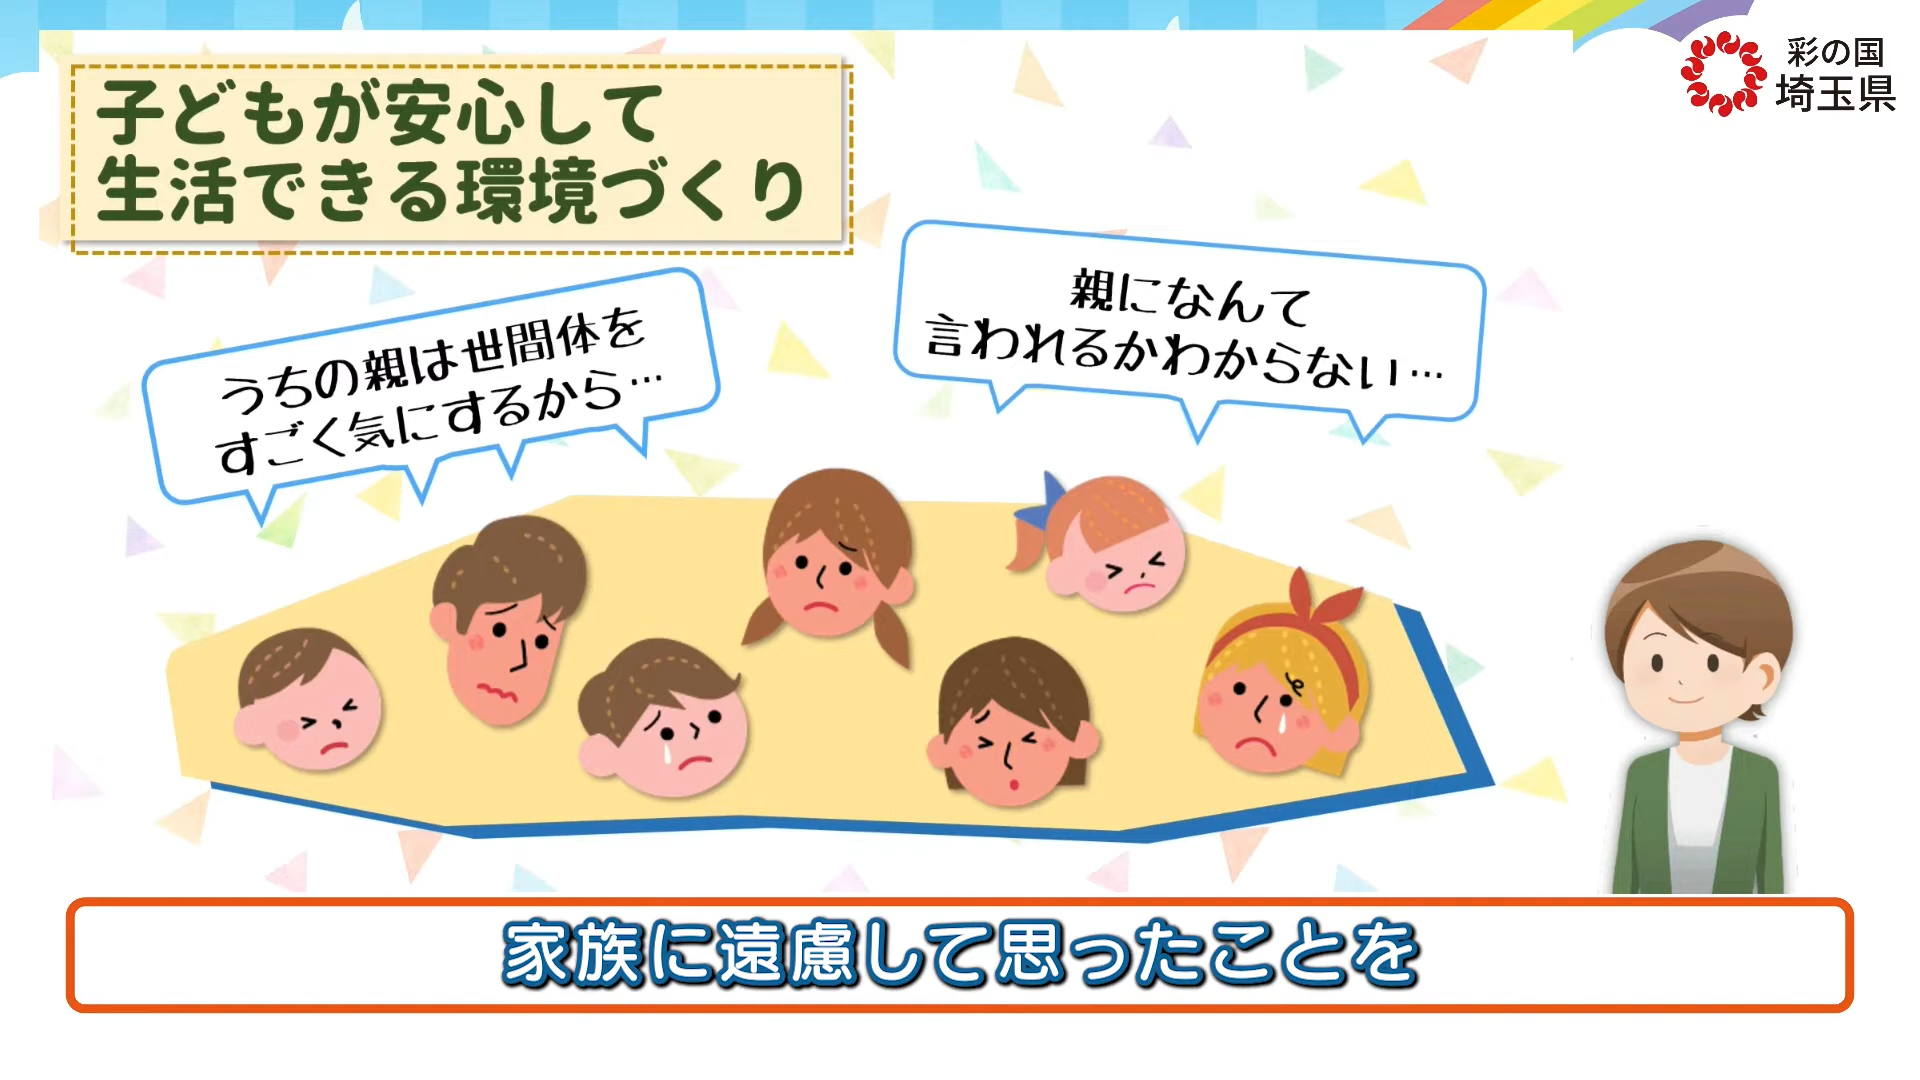 彩の国
埼玉県
子どもが安心して
生活できる環境づくり
うちの親は世間体を
すごく気にするから…
親になんて
言われるかわからない…
家族に遠慮して思ったことを